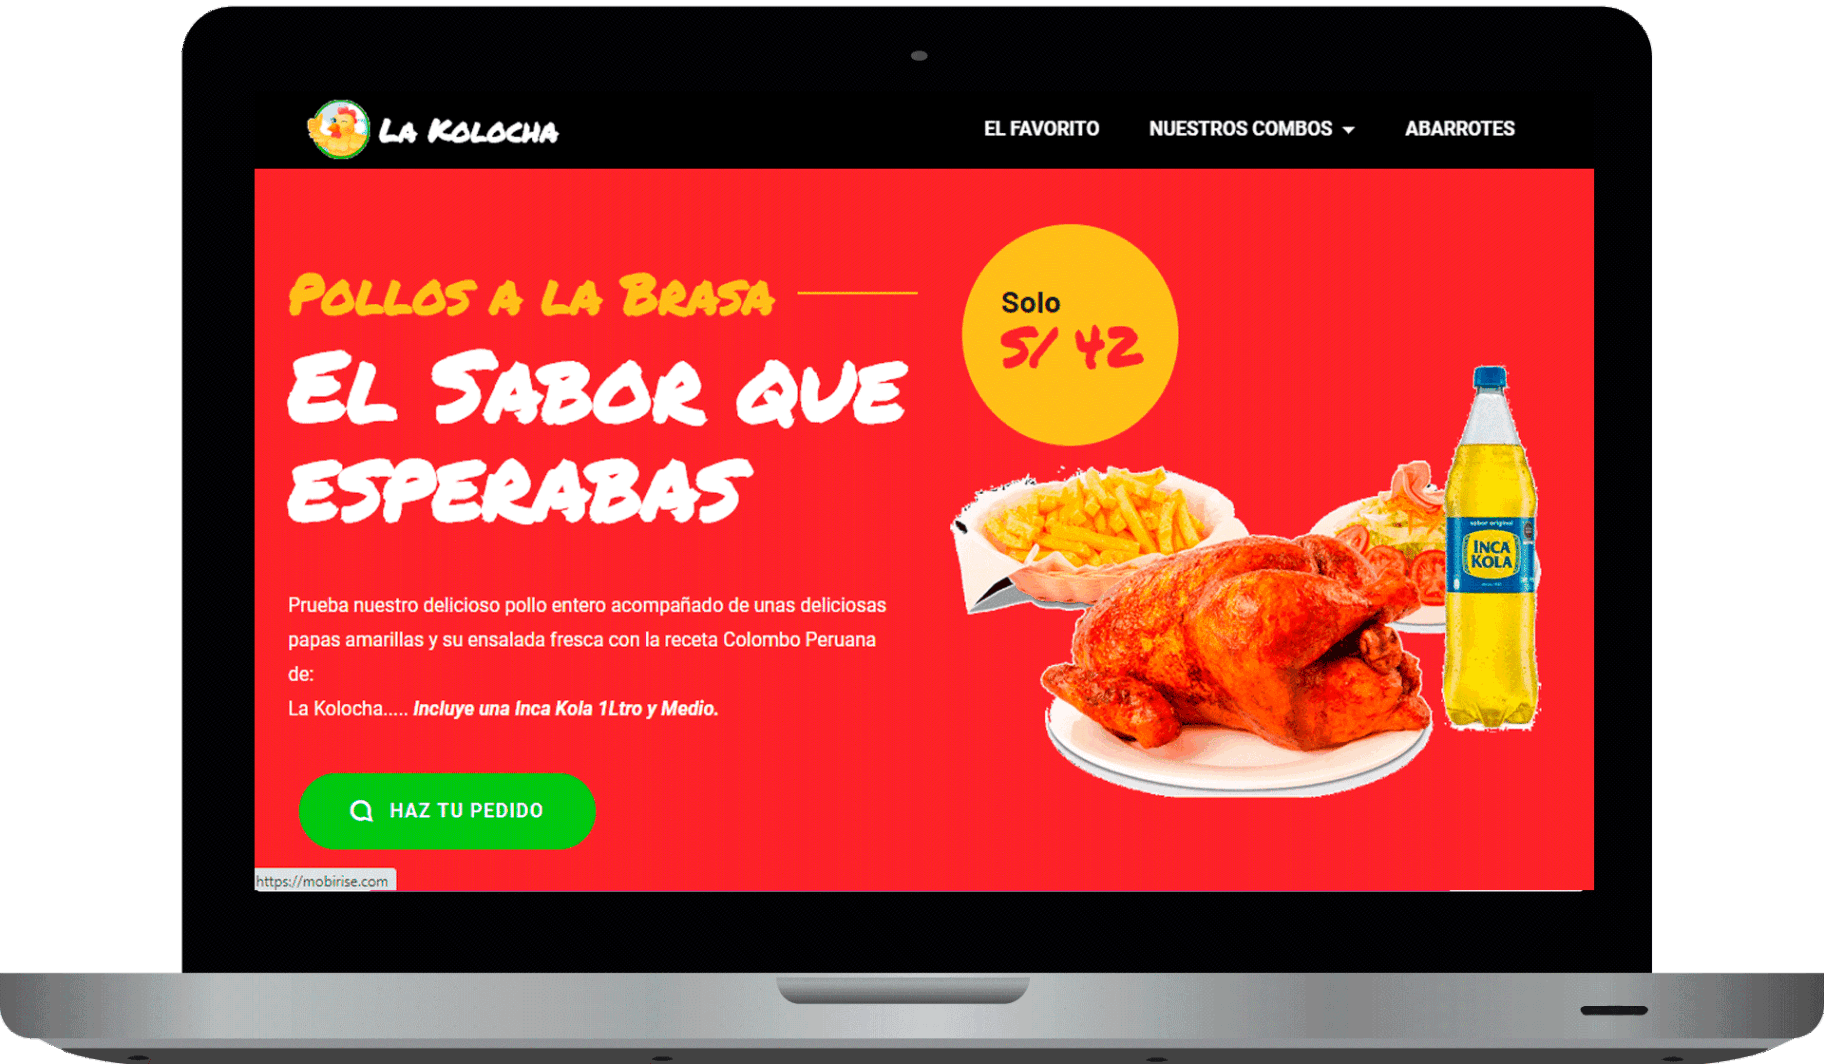 La Kolocha
EL FAVORITO
NUESTROS COMBOS
ABARROTES
Pollos a la Brasa
El Sabor que
esperabas
Solo
S/ 42
Prueba nuestro delicioso pollo entero acompañado de unas deliciosas
papas amarillas y su ensalada fresca con la receta Colombo Peruana
de:
La Kolocha..... Incluye una Inca Kola 1Ltro y Medio.
sabor original
INCA
KOLA
HAZ TU PEDIDO
https://mobirise.com